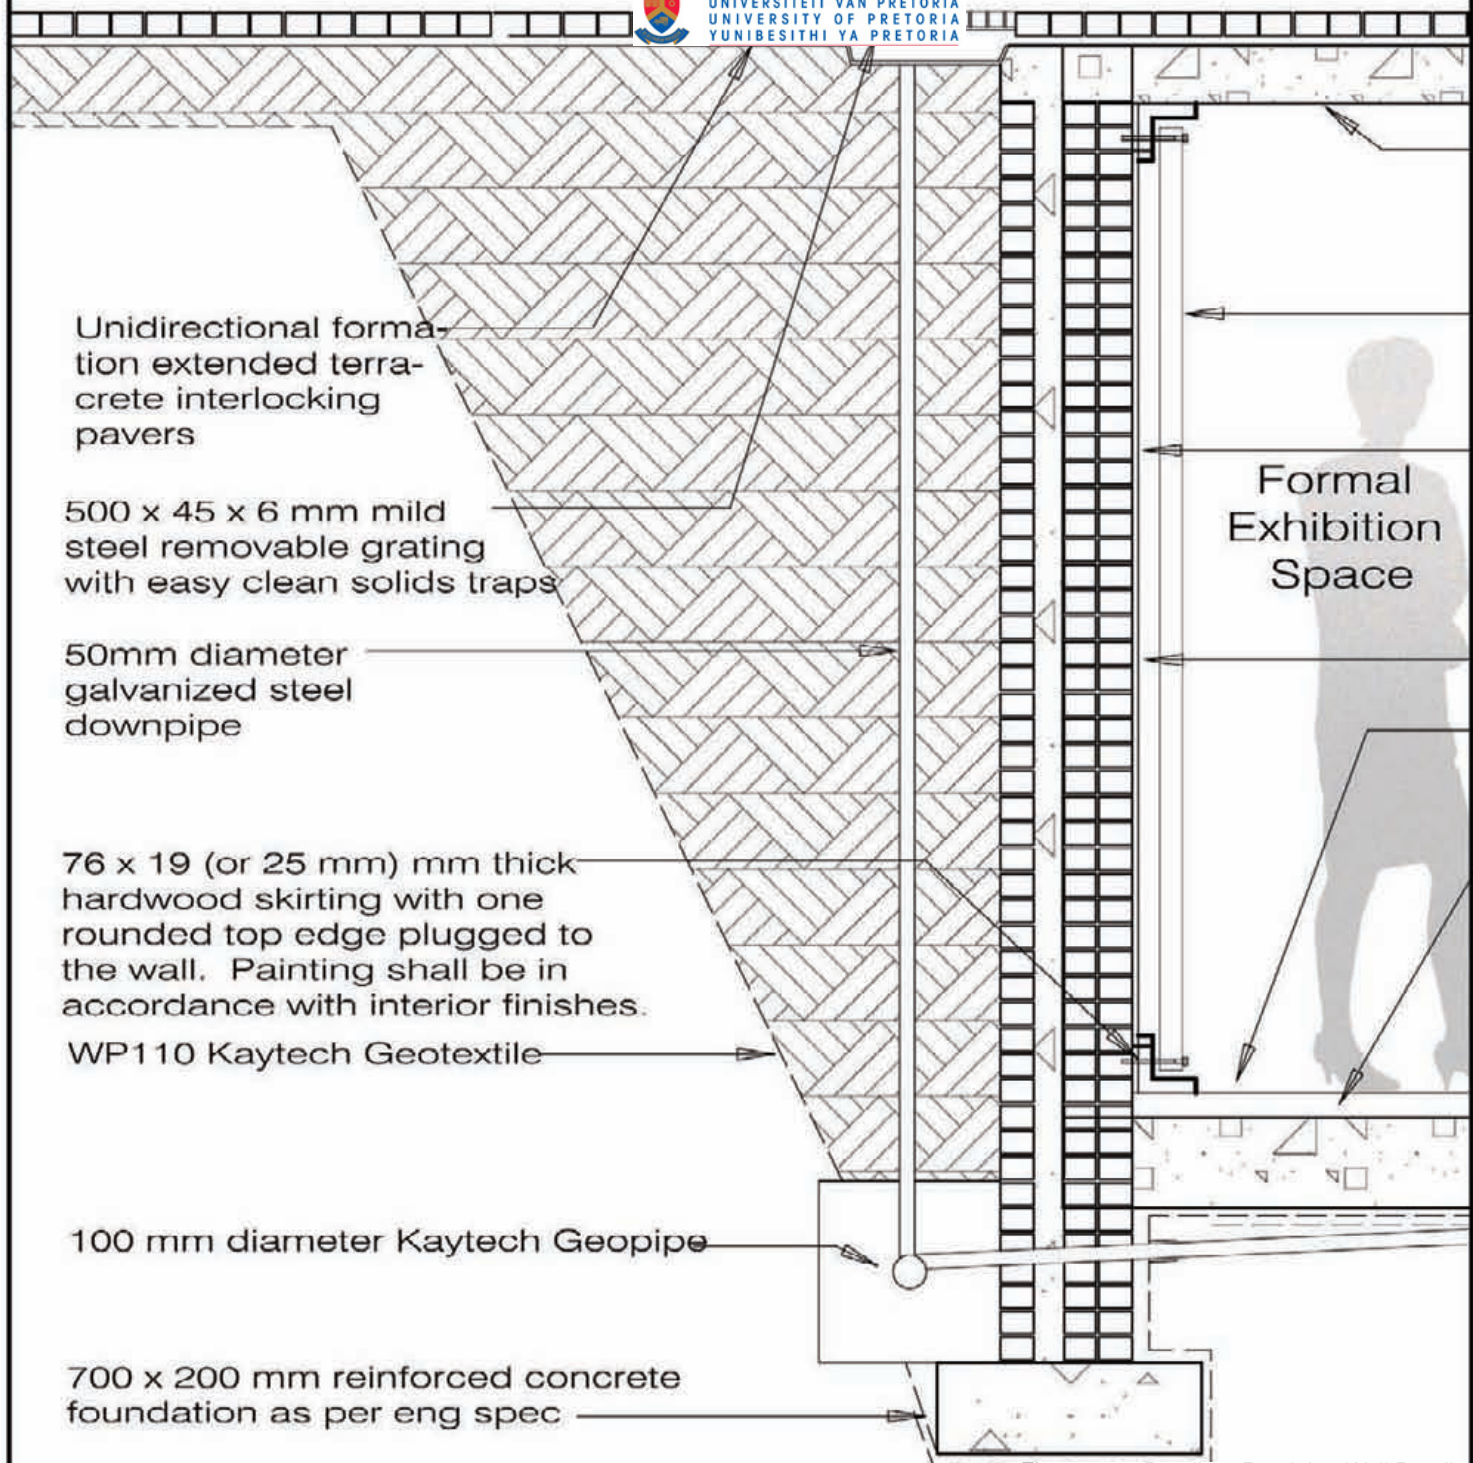 UNIVERSITEIT VAN PRETORIA
UNIVERSITY OF PRETORIA
YUNIBESITHI YA PRETORIA
Unidirectional forma-
tion extended terra-
crete interlocking
pavers
500 x 45 x 6 mm mild
steel removable grating
with easy clean solids traps
50mm diameter
galvanized steel
downpipe
76 x 19 (or 25 mm) mm thick
hardwood skirting with one
rounded top edge plugged to
the wall. Painting shall be in
accordance with interior finishes.
WP110 Kaytech Geotextile
100 mm diameter Kaytech Geopipe
700 x 200 mm reinforced concrete
foundation as per eng spec
Formal
Exhibition
Space